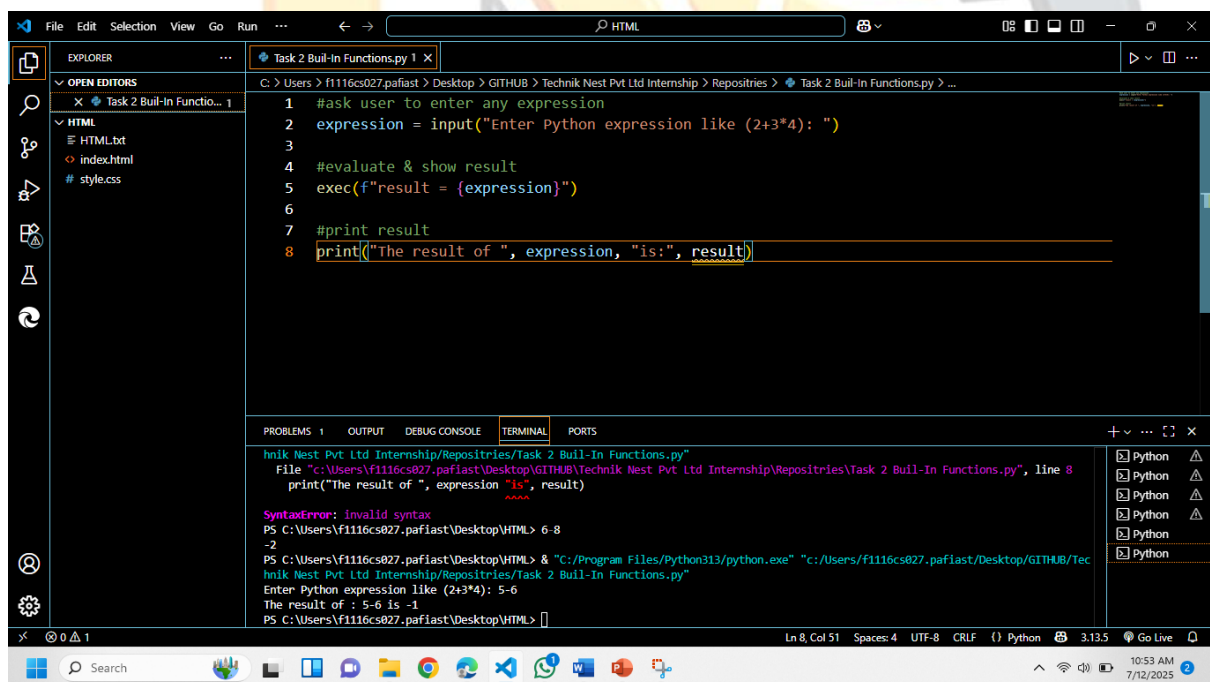 File Edit Selection View Go Run ··· HTML
EXPLORER ···
OPEN EDITORS
Task 2 Buil-In Functio... 1
HTML
HTML.txt
index.html
style.css
Task 2 Buil-In Functions.py 1
C: > Users > f1116cs027.pafiast > Desktop > GITHUB > Technik Nest Pvt Ltd Internship > Repositries > Task 2 Buil-In Functions.py > ...
1 #ask user to enter any expression
2 expression = input("Enter Python expression like (2+3*4): ")
3
4 #evaluate & show result
5 exec(f"result = {expression}")
6
7 #print result
8 print("The result of ", expression, "is:", result)
PROBLEMS 1 OUTPUT DEBUG CONSOLE TERMINAL PORTS
hnik Nest Pvt Ltd Internship/Repositries/Task 2 Buil-In Functions.py"
File "c:\Users\f1116cs027.pafiast\Desktop\GITHUB\Technik Nest Pvt Ltd Internship\Repositries\Task 2 Buil-In Functions.py", line 8
print("The result of ", expression "is", result)
^^^^
SyntaxError: invalid syntax
PS C:\Users\f1116cs027.pafiast\Desktop\HTML> 6-8
-2
PS C:\Users\f1116cs027.pafiast\Desktop\HTML> & "C:/Program Files/Python313/python.exe" "c:/Users/f1116cs027.pafiast/Desktop/GITHUB/Tec
hnik Nest Pvt Ltd Internship/Repositries/Task 2 Buil-In Functions.py"
Enter Python expression like (2+3*4): 5-6
The result of : 5-6 is -1
PS C:\Users\f1116cs027.pafiast\Desktop\HTML>
Python
Python
Python
Python
Python
Python
0 1 Ln 8, Col 51 Spaces: 4 UTF-8 CRLF {} Python 3.13.5 Go Live
Search
10:53 AM
7/12/2025
2